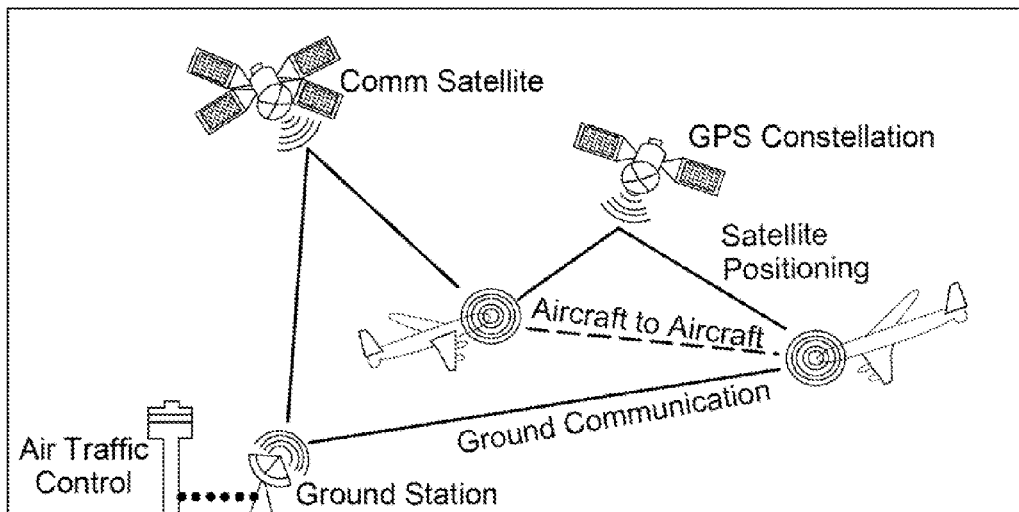 Comm Satellite
GPS Constellation
Satellite
Positioning
Aircraft to Aircraft
Ground Communication
Air Traffic
Control
Ground Station